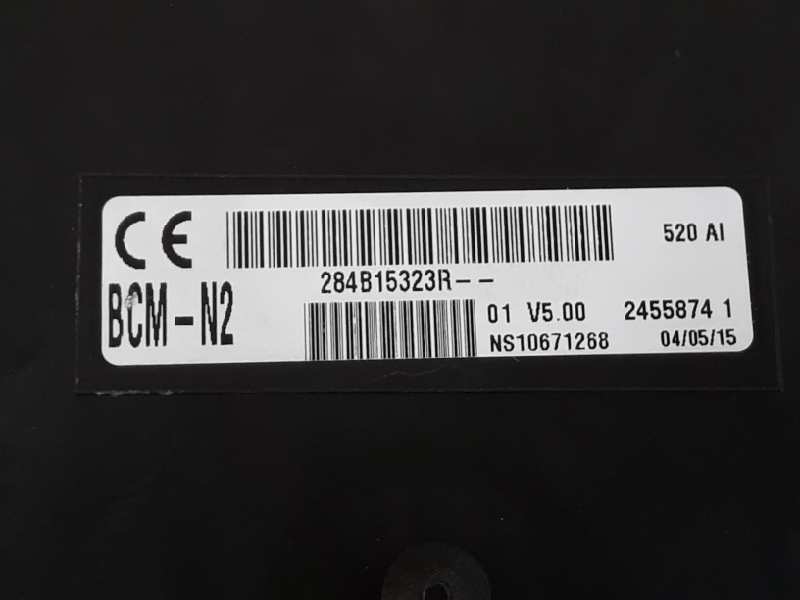 CE
520 AI
284B15323R--
BCM-N2
01 V5.00 2455874 1
NS10671268 04/05/15